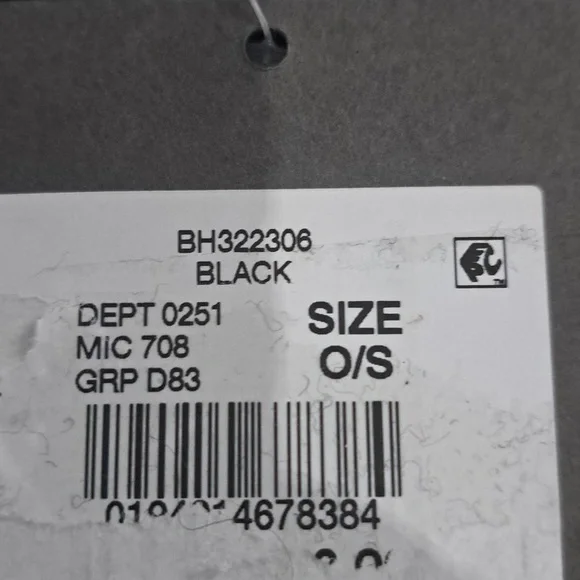 BH322306
BLACK
DEPT 0251
MIC 708
GRP D83
SIZE
O/S
4678384